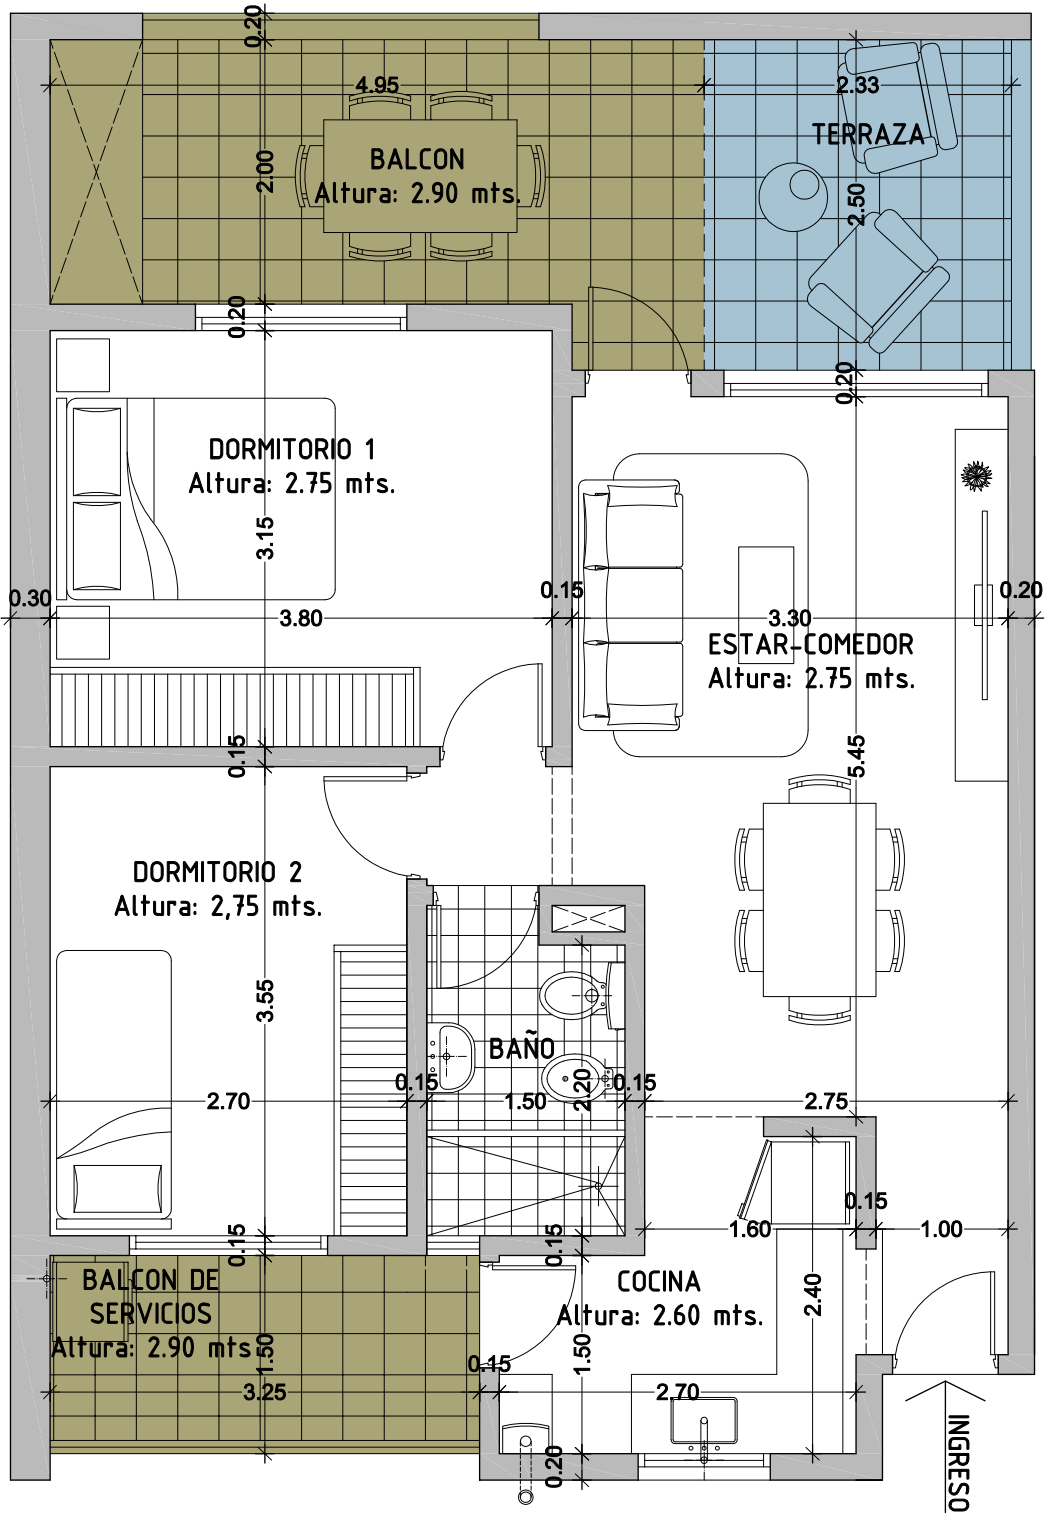 0.20
4.95
2.33
TERRAZA
BALCON
Altura: 2.90 mts.
2.00
2.50
0.20
0.20
DORMITORIO 1
Altura: 2.75 mts.
3.15
0.30
3.80
0.15
3.30
0.20
ESTAR-COMEDOR
Altura: 2.75 mts.
0.15
5.45
DORMITORIO 2
Altura: 2,75 mts.
3.55
BAÑO
0.15
2.20
0.15
2.70
1.50
2.75
0.15
0.15
0.15
1.60
1.00
BALCON DE
SERVICIOS
Altura: 2.90 mts.
COCINA
Altura: 2.60 mts.
2.40
1.50
1.50
0.15
3.25
2.70
0.20
INGRESO